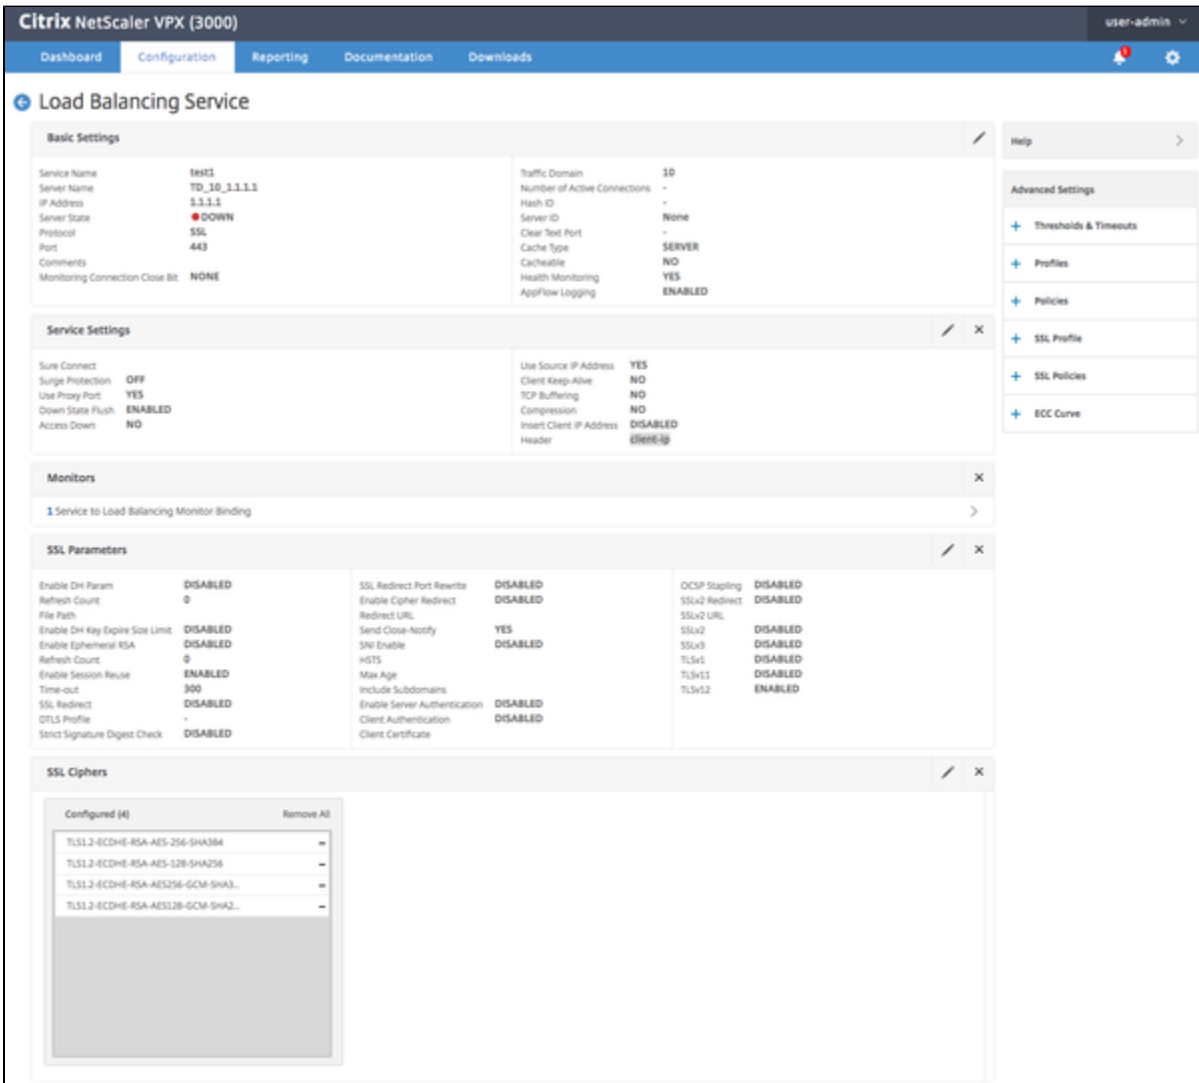 Citrix NetScaler VPX (3000)
user-admin
Dashboard Configuration Reporting Documentation Downloads
1
Load Balancing Service
Basic Settings
Service Name test1
Server Name TD_10_1.1.1.1
IP Address 1.1.1.1
Server State DOWN
Protocol SSL
Port 443
Comments
Monitoring Connection Close Bit NONE
Traffic Domain 10
Number of Active Connections -
Hash ID -
Server ID None
Clear Text Port -
Cache Type SERVER
Cacheable NO
Health Monitoring YES
AppFlow Logging ENABLED
Service Settings
Sure Connect
Surge Protection OFF
Use Proxy Port YES
Down State Flush ENABLED
Access Down NO
Use Source IP Address YES
Client Keep-Alive NO
TCP Buffering NO
Compression NO
Insert Client IP Address DISABLED
Header client-ip
Monitors
1 Service to Load Balancing Monitor Binding
SSL Parameters
Enable DH Param DISABLED
Refresh Count 0
File Path
Enable DH Key Expire Size Limit DISABLED
Enable Ephemeral RSA DISABLED
Refresh Count 0
Enable Session Reuse ENABLED
Time-out 300
SSL Redirect DISABLED
DTLS Profile -
Strict Signature Digest Check DISABLED
SSL Redirect Port Rewrite DISABLED
Enable Cipher Redirect DISABLED
Redirect URL
Send Close-Notify YES
SNI Enable DISABLED
HSTS
Max Age
Include Subdomains
Enable Server Authentication DISABLED
Client Authentication DISABLED
Client Certificate
OCSP Stapling DISABLED
SSLv2 Redirect DISABLED
SSLv2 URL
SSLv2 DISABLED
SSLv3 DISABLED
TLSv1 DISABLED
TLSv11 DISABLED
TLSv12 ENABLED
SSL Ciphers
Configured (4) Remove All
TLS1.2-ECDHE-RSA-AES-256-SHA384
TLS1.2-ECDHE-RSA-AES-128-SHA256
TLS1.2-ECDHE-RSA-AES256-GCM-SHA3...
TLS1.2-ECDHE-RSA-AES128-GCM-SHA2...
Help
Advanced Settings
+ Thresholds & Timeouts
+ Profiles
+ Policies
+ SSL Profile
+ SSL Policies
+ ECC Curve